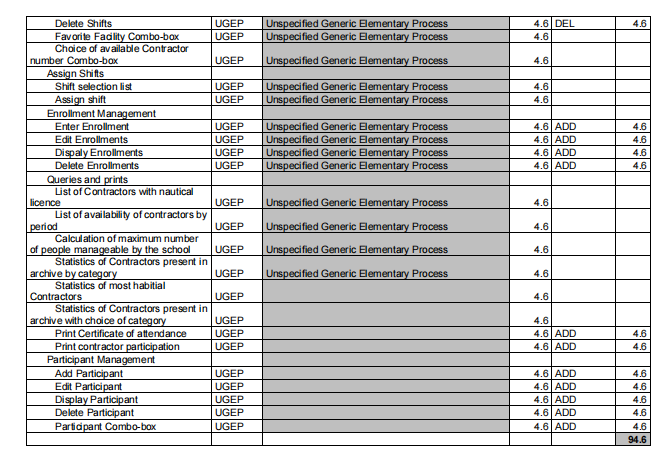 Delete Shifts UGEP Unspecified Generic Elementary Process 4.6 DEL 4.6
Favorite Facility Combo-box UGEP Unspecified Generic Elementary Process 4.6
Choice of available Contractor
number Combo-box UGEP Unspecified Generic Elementary Process 4.6
Assign Shifts
Shift selection list UGEP Unspecified Generic Elementary Process 4.6
Assign shift UGEP Unspecified Generic Elementary Process 4.6
Enrollment Management
Enter Enrollment UGEP Unspecified Generic Elementary Process 4.6 ADD 4.6
Edit Enrollments UGEP Unspecified Generic Elementary Process 4.6 ADD 4.6
Dispaly Enrollments UGEP Unspecified Generic Elementary Process 4.6 ADD 4.6
Delete Enrollments UGEP Unspecified Generic Elementary Process 4.6 ADD 4.6
Queries and prints
List of Contractors with nautical
licence UGEP Unspecified Generic Elementary Process 4.6
List of availability of contractors by
period UGEP Unspecified Generic Elementary Process 4.6
Calculation of maximum number
of people manageable by the school UGEP Unspecified Generic Elementary Process 4.6
Statistics of Contractors present in
archive by category UGEP Unspecified Generic Elementary Process 4.6
Statistics of most habitial
Contractors UGEP 4.6
Statistics of Contractors present in
archive with choice of category UGEP 4.6
Print Certificate of attendance UGEP 4.6 ADD 4.6
Print contractor participation UGEP 4.6 ADD 4.6
Participant Management
Add Participant UGEP 4.6 ADD 4.6
Edit Participant UGEP 4.6 ADD 4.6
Display Participant UGEP 4.6 ADD 4.6
Delete Participant UGEP 4.6 ADD 4.6
Participant Combo-box UGEP 4.6 ADD 4.6
94.6